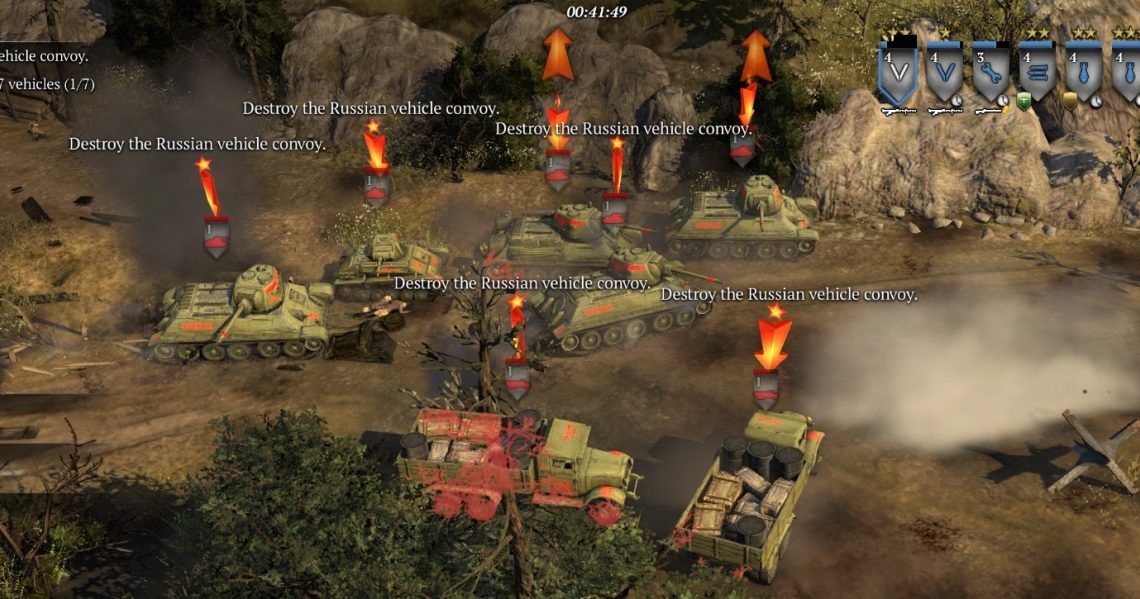 00:41:49
ehicle convoy.
7 vehicles (1/7)
4 4 3 4 4 4
Destroy the Russian vehicle convoy.
Destroy the Russian vehicle convoy.
Destroy the Russian vehicle convoy.
1
1
1
1
1
Destroy the Russian vehicle convoy.
Destroy the Russian vehicle convoy.
1
1